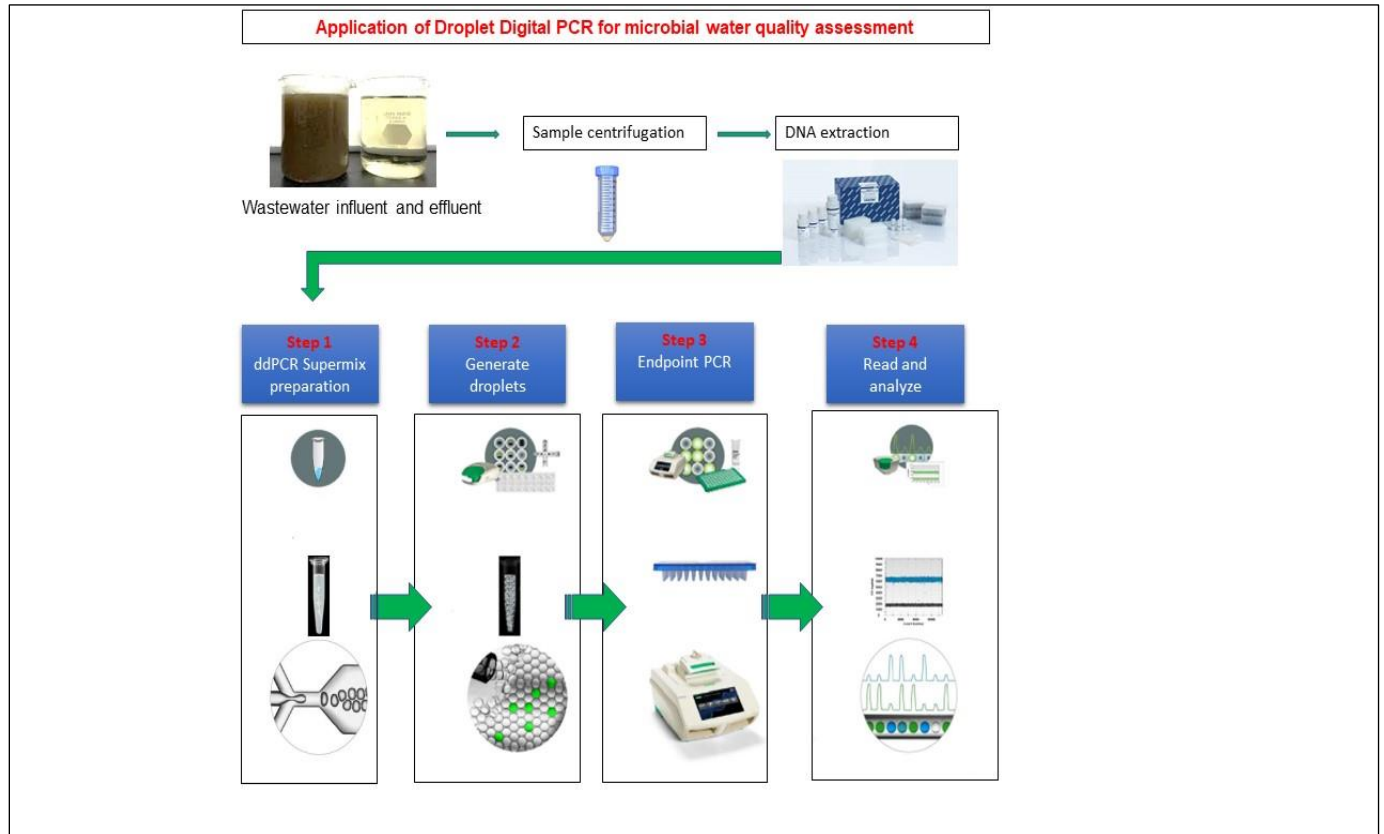 Application of Droplet Digital PCR for microbial water quality assessment
Sample centrifugation
DNA extraction
Wastewater influent and effluent
Step 1
ddPCR Supermix
preparation
Step 2
Generate
droplets
Step 3
Endpoint PCR
Step 4
Read and
analyze